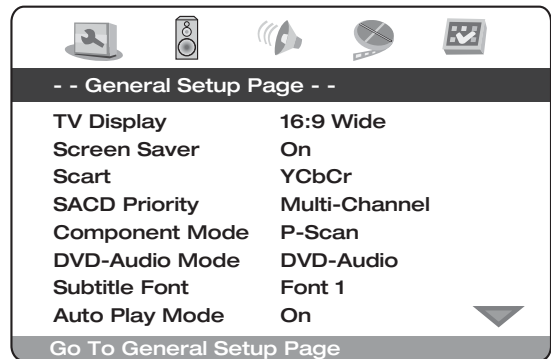 - - General Setup Page - -
TV Display 16:9 Wide
Screen Saver On
Scart YCbCr
SACD Priority Multi-Channel
Component Mode P-Scan
DVD-Audio Mode DVD-Audio
Subtitle Font Font 1
Auto Play Mode On
Go To General Setup Page